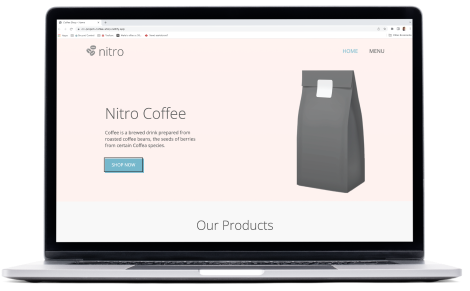 nitro
HOME MENU
Nitro Coffee
Coffee is a brewed drink prepared from
roasted coffee beans, the seeds of berries
from certain Coffea species.
SHOP NOW
Our Products